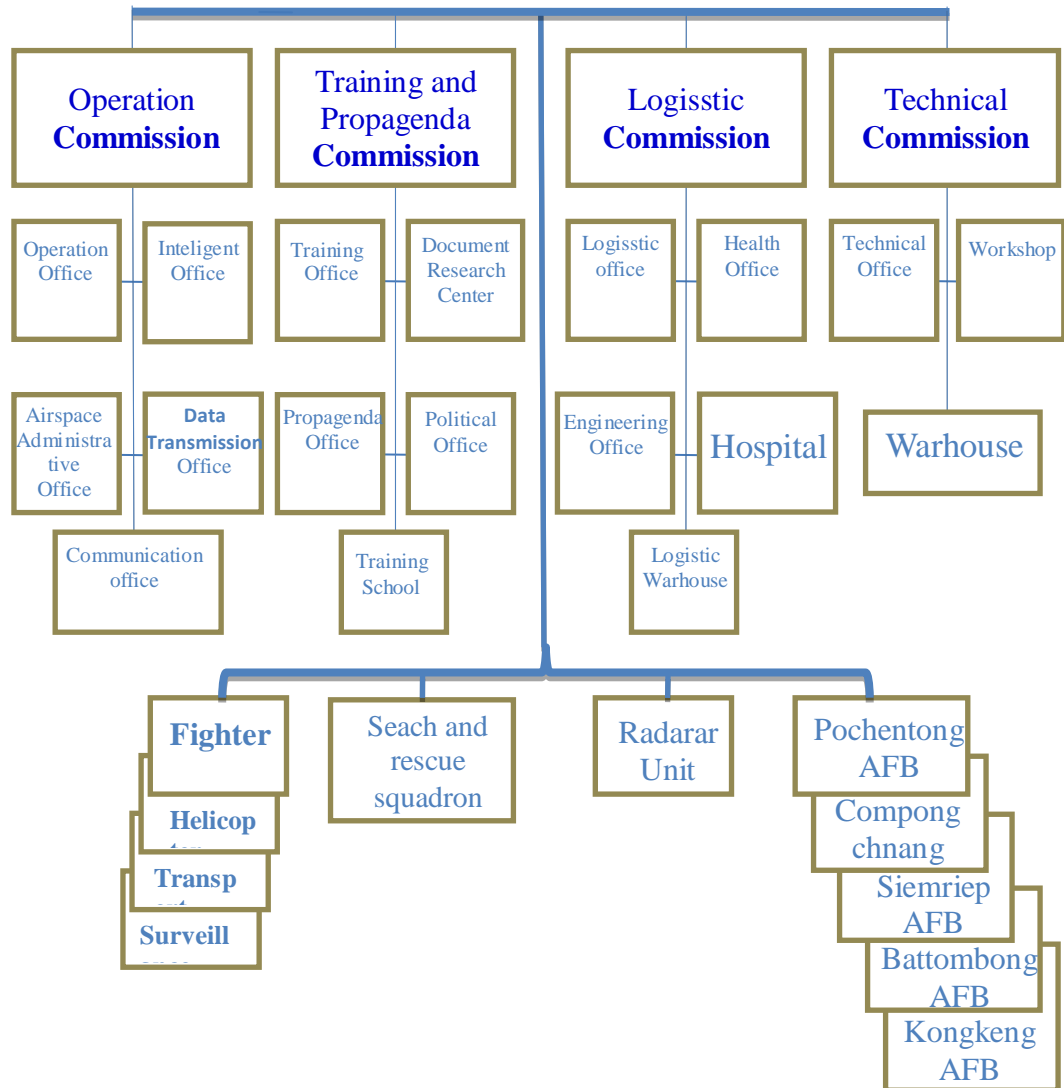 Operation
Commission
Training and
Propagenda
Commission
Logisstic
Commission
Technical
Commission
Operation
Office
Inteligent
Office
Training
Office
Document
Research
Center
Logisstic
office
Health
Office
Technical
Office
Workshop
Airspace
Administra
tive
Office
Data
Transmission
Office
Propagenda
Office
Political
Office
Engineering
Office
Hospital
Warhouse
Communication
office
Training
School
Logistic
Warhouse
Fighter
Seach and
rescue
squadron
Radarar
Unit
Pochentong
AFB
Helicop
Transp
Surveill
Compong
chnang
Siemriep
AFB
Battombong
AFB
Kongkeng
AFB